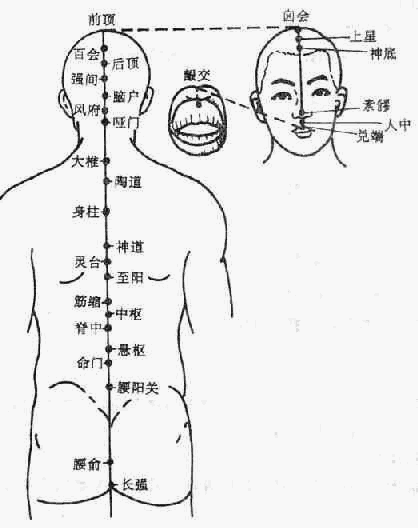 前顶
百会
后顶
强间
脑户
风府
哑门
大椎
陶道
身柱
神道
灵台
至阳
筋缩
中枢
脊中
悬枢
命门
腰阳关
腰俞
长强
龈交
囟会
上星
神底
素髎
人中
兑端